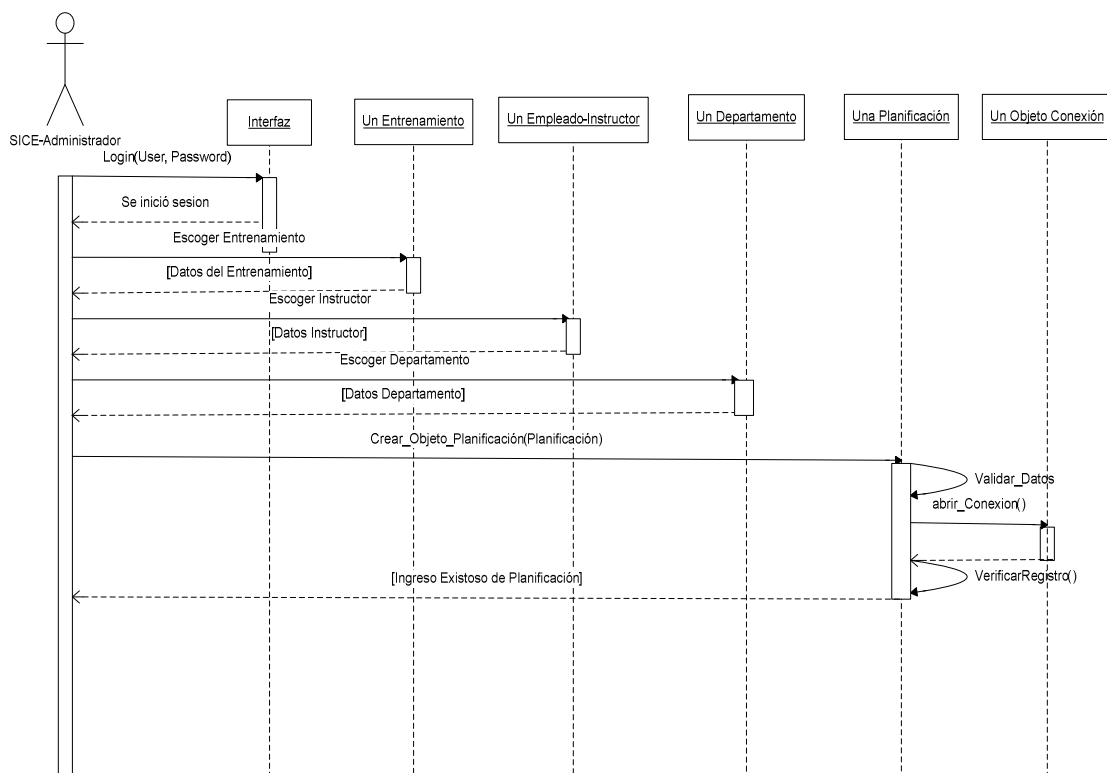 SICE-Administrador
Interfaz
Un Entrenamiento
Un Empleado-Instructor
Un Departamento
Una Planificación
Un Objeto Conexión
Login(User, Password)
Se inició sesion
Escoger Entrenamiento
[Datos del Entrenamiento]
Escoger Instructor
[Datos Instructor]
Escoger Departamento
[Datos Departamento]
Crear_Objeto_Planificación(Planificación)
Validar_Datos
abrir_Conexion()
[Ingreso Existoso de Planificación]
VerificarRegistro()